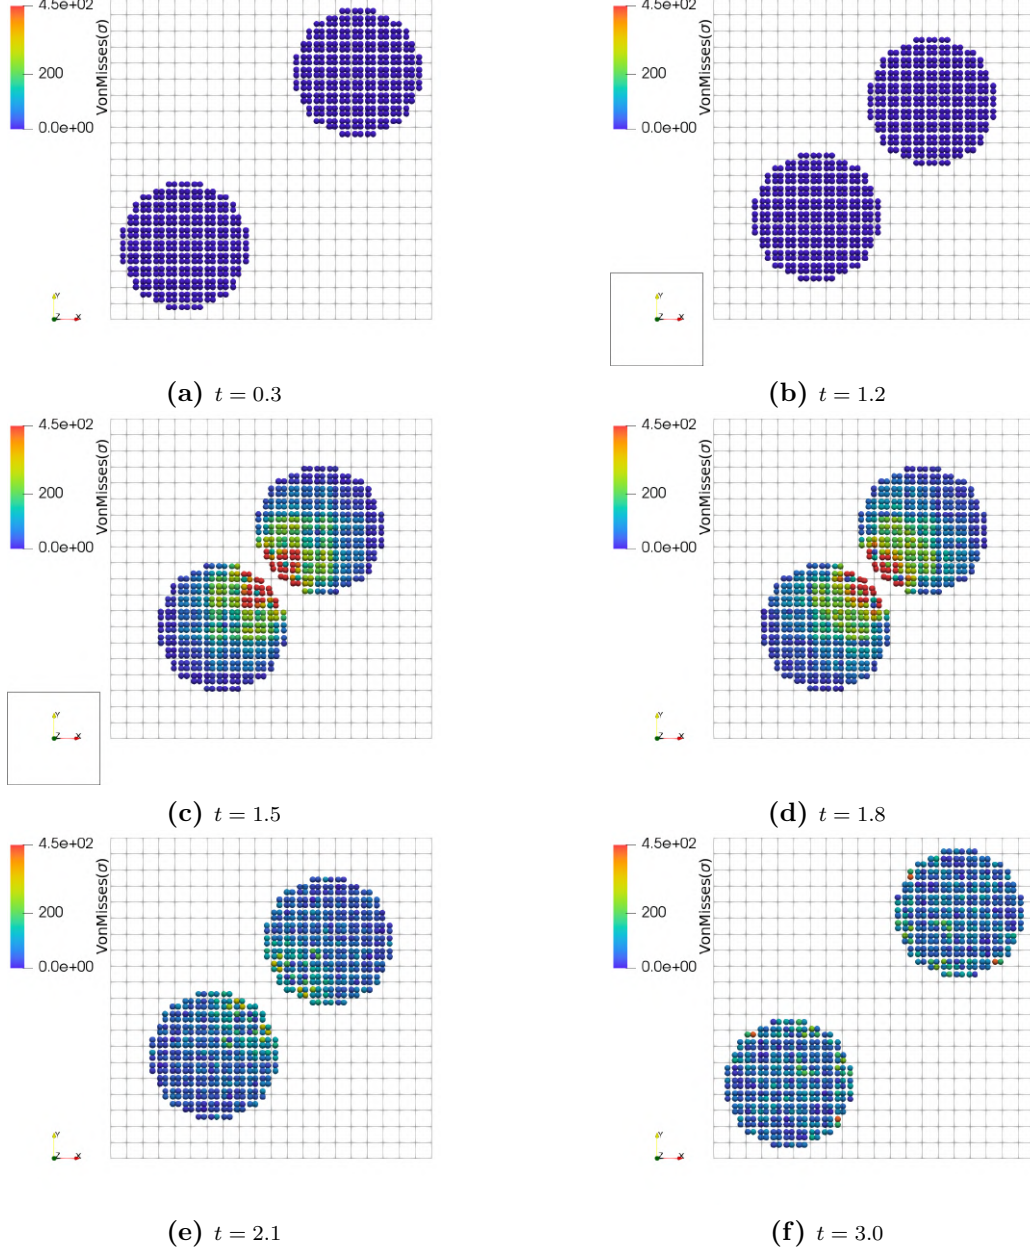 4.5e+02
200
0.0e+00
VonMisses(σ)
Y
Z
X
(a) t = 0.3
4.5e+02
200
0.0e+00
VonMisses(σ)
Y
Z
X
(b) t = 1.2
4.5e+02
200
0.0e+00
VonMisses(σ)
Y
Z
X
(c) t = 1.5
4.5e+02
200
0.0e+00
VonMisses(σ)
Y
Z
X
(d) t = 1.8
4.5e+02
200
0.0e+00
VonMisses(σ)
Y
Z
X
(e) t = 2.1
4.5e+02
200
0.0e+00
VonMisses(σ)
Y
Z
X
(f) t = 3.0